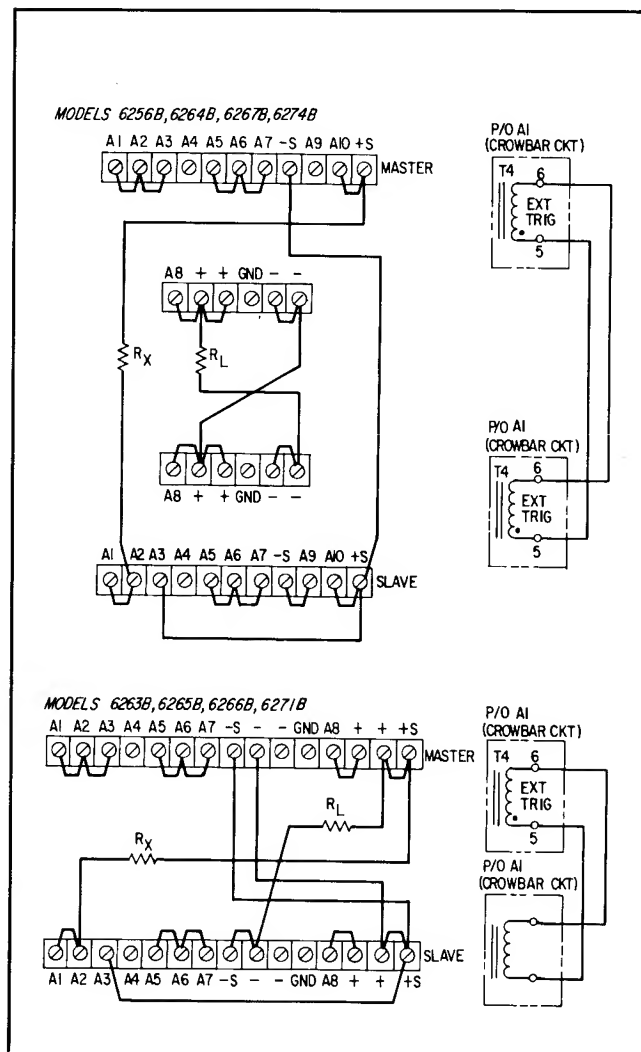 MODELS 6256B, 6264B, 6267B, 6274B
A1 A2 A3 A4 A5 A6 A7 -S A9 A10 +S
MASTER
A8 + + GND - -
RX
RL
A8 + + GND - -
A1 A2 A3 A4 A5 A6 A7 -S A9 A10 +S
SLAVE
P/O A1
(CROWBAR CKT)
T4
6
EXT
TRIG
5
P/O A1
(CROWBAR CKT)
T4
6
EXT
TRIG
5
MODELS 6263B, 6265B, 6266B, 6271B
A1 A2 A3 A4 A5 A6 A7 -S - - GND A8 + + +S
MASTER
RL
RX
SLAVE
A1 A2 A3 A4 A5 A6 A7 -S - - GND A8 + + +S
P/O A1
(CROWBAR CKT)
T4
6
EXT
TRIG
5
P/O A1
(CROWBAR CKT)